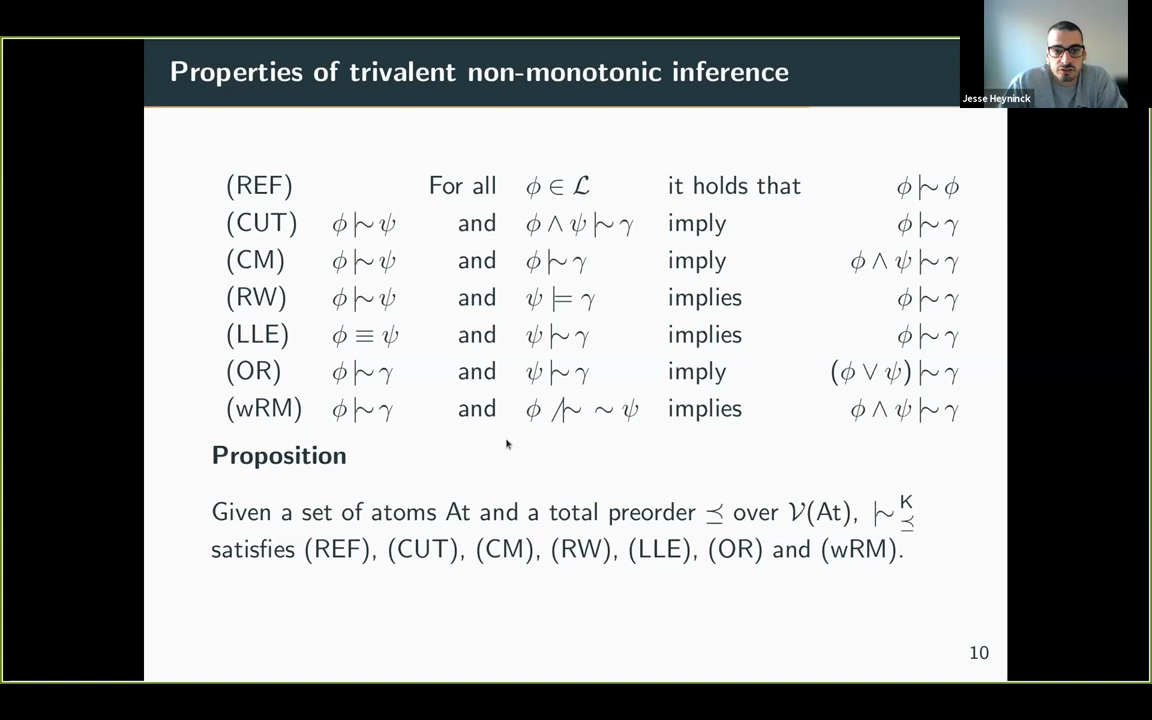 Properties of trivalent non-monotonic inference
Jesse Heyninck
(REF) For all ϕ ∈ ℒ it holds that ϕ |∼ ϕ
(CUT) ϕ |∼ ψ and ϕ ∧ ψ |∼ γ imply ϕ |∼ γ
(CM) ϕ |∼ ψ and ϕ |∼ γ imply ϕ ∧ ψ |∼ γ
(RW) ϕ |∼ ψ and ψ ⊨ γ implies ϕ |∼ γ
(LLE) ϕ ≡ ψ and ψ |∼ γ implies ϕ |∼ γ
(OR) ϕ |∼ γ and ψ |∼ γ imply (ϕ ∨ ψ) |∼ γ
(wRM) ϕ |∼ γ and ϕ /|∼ ∼ ψ implies ϕ ∧ ψ |∼ γ
Proposition
Given a set of atoms At and a total preorder ⪯ over 𝒱(At), |∼ᴷ⪯
satisfies (REF), (CUT), (CM), (RW), (LLE), (OR) and (wRM).
10